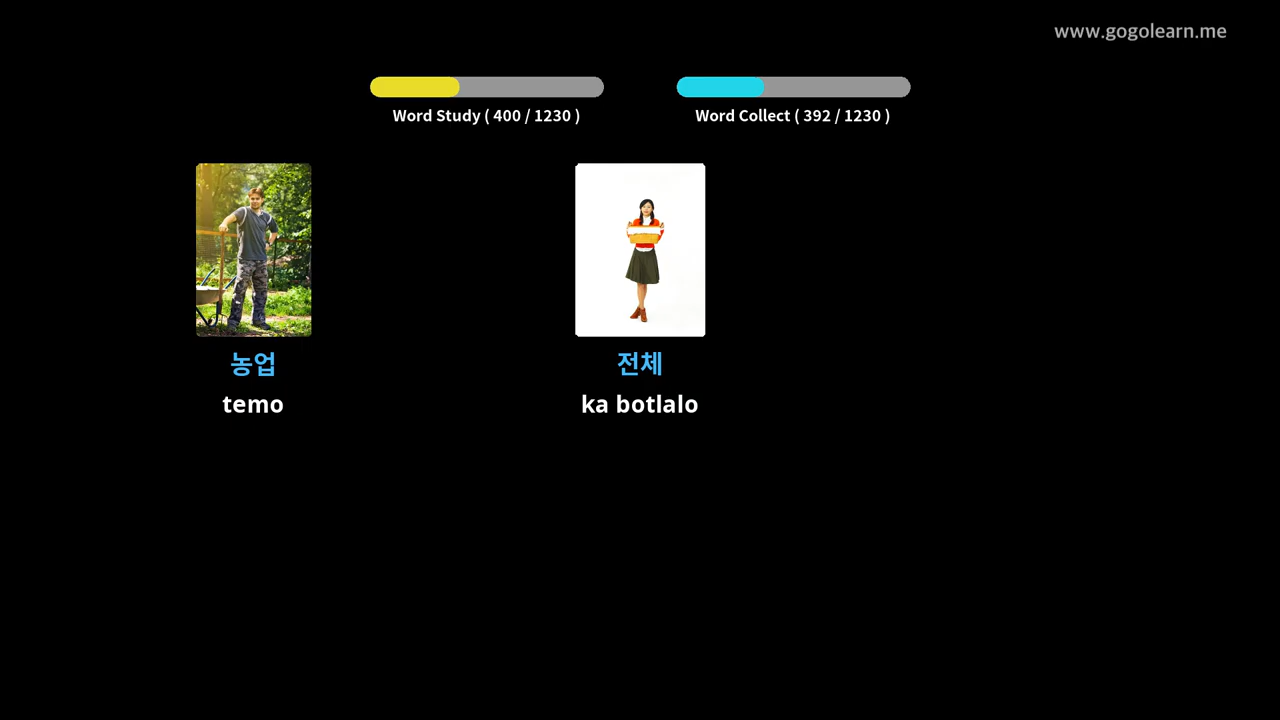 www.gogolearn.me
Word Study ( 400 / 1230 )
Word Collect ( 392 / 1230 )
농업
temo
전체
ka botlalo